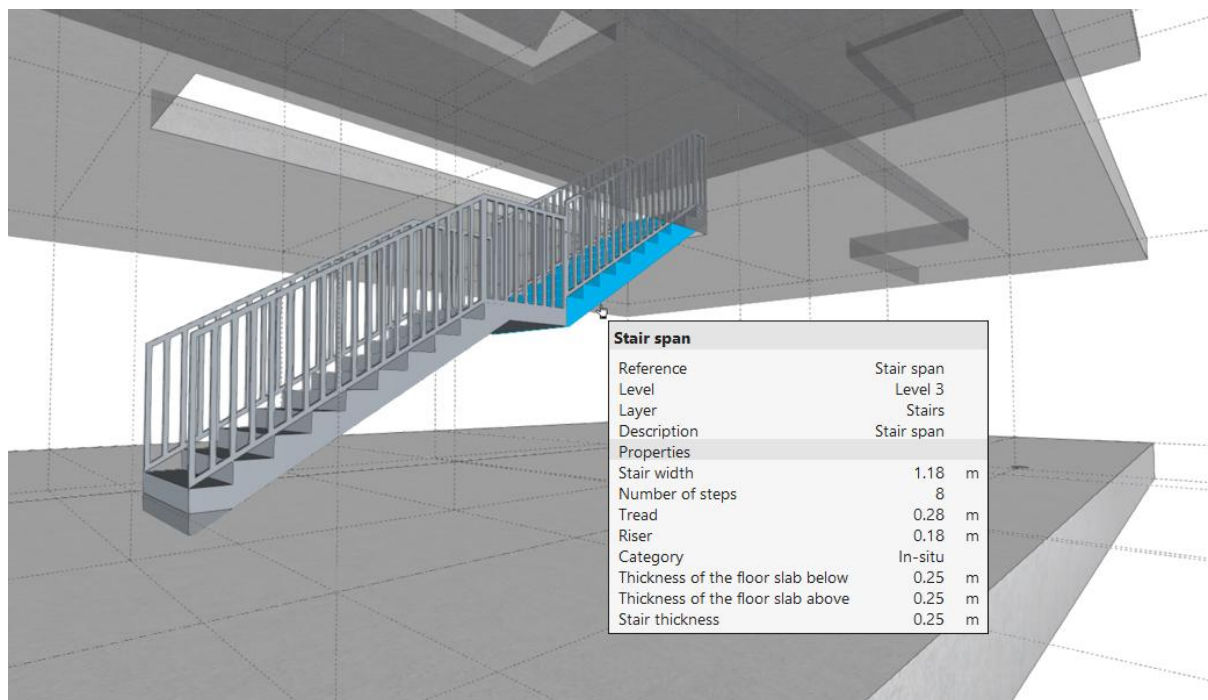 Stair span
Reference Stair span
Level Level 3
Layer Stairs
Description Stair span
Properties
Stair width 1.18 m
Number of steps 8
Tread 0.28 m
Riser 0.18 m
Category In-situ
Thickness of the floor slab below 0.25 m
Thickness of the floor slab above 0.25 m
Stair thickness 0.25 m